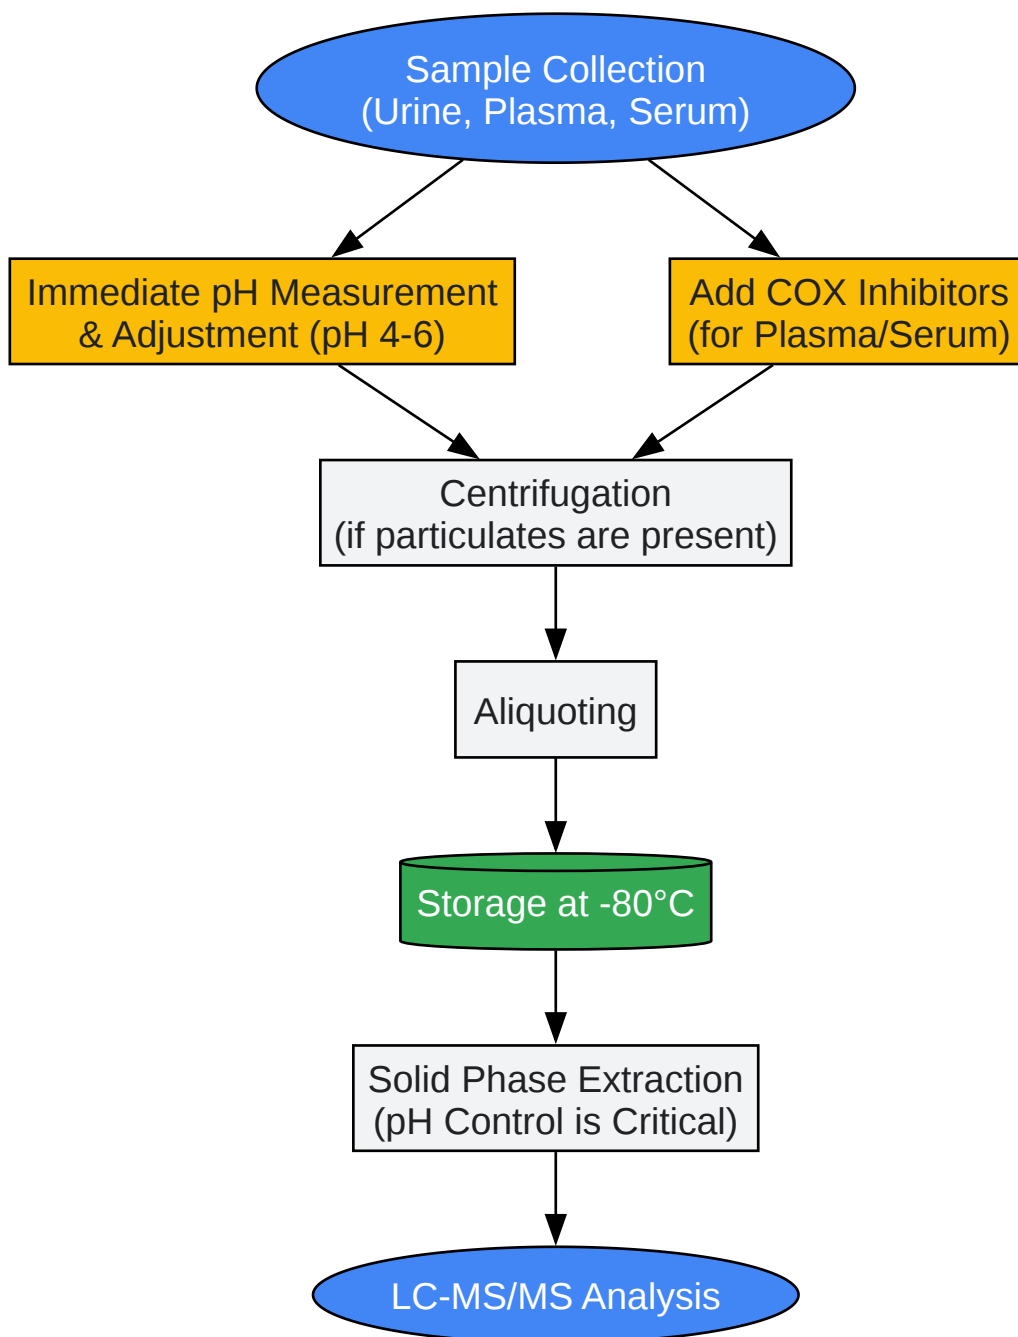 Sample Collection
(Urine, Plasma, Serum)
Immediate pH Measurement
& Adjustment (pH 4-6)
Add COX Inhibitors
(for Plasma/Serum)
Centrifugation
(if particulates are present)
Aliquoting
Storage at -80°C
Solid Phase Extraction
(pH Control is Critical)
LC-MS/MS Analysis